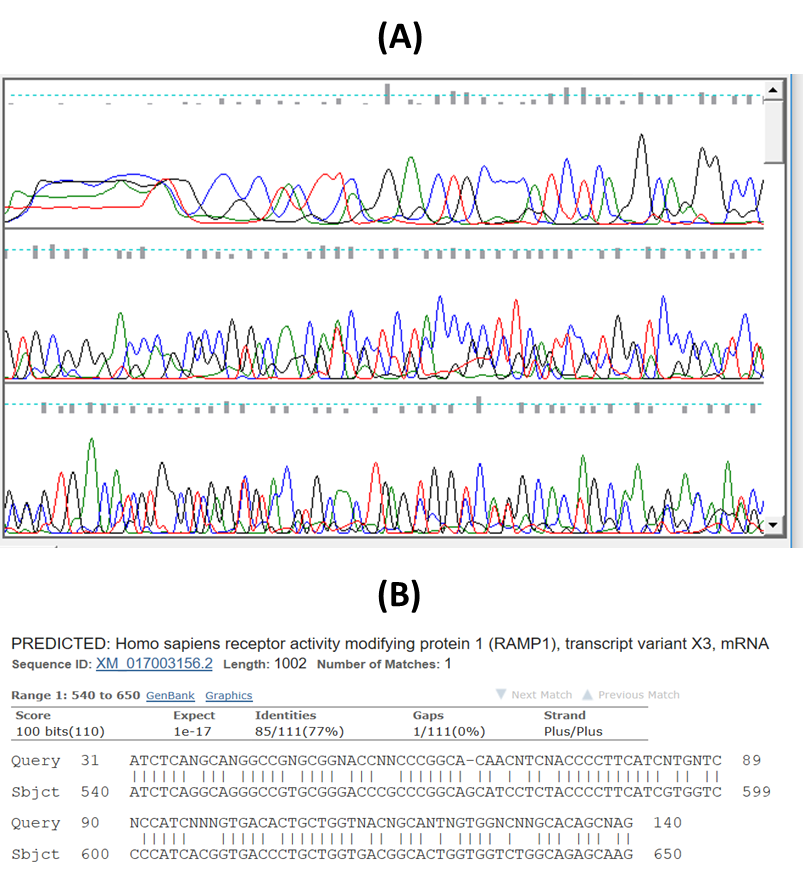 (A)
(B)
PREDICTED: Homo sapiens receptor activity modifying protein 1 (RAMP1), transcript variant X3, mRNA
Sequence ID: XM_017003156.2 Length: 1002 Number of Matches: 1
Range 1: 540 to 650 GenBank Graphics Next Match Previous Match
Score Expect Identities Gaps Strand
100 bits(110) 1e-17 85/111(77%) 1/111(0%) Plus/Plus
Query 31 ATCTCANGCANGGCCGNGCGGNACCNNCCCGGCA-CAACNTCNACCCCTTCATCNTGNTC 89
Sbjct 540 ATCTCAGGCAGGGCCGTGCGGGACCCGCCCGGCAGCATCCTCTACCCCTTCATCGTGGTC 599
Query 90 NCCATCNNNGTGACACTGCTGGTNACNGCANTNGTGGNCNNGCACAGCNAG 140
Sbjct 600 CCCATCACGGTGACCCTGCTGGTGACGGCACTGGTGGTCTGGCAGAGCAAG 650